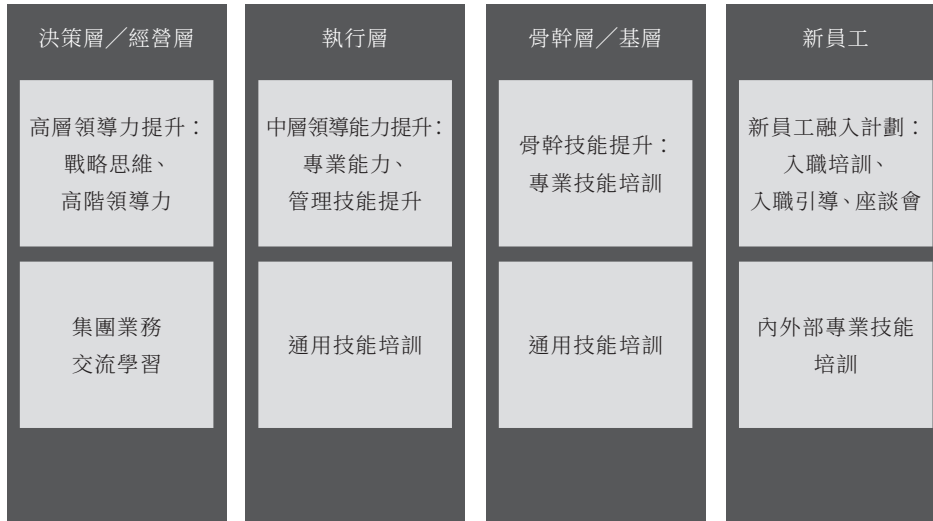 決策層／經營層
高層領導力提升：
戰略思維、
高階領導力
集團業務
交流學習
執行層
中層領導能力提升：
專業能力、
管理技能提升
通用技能培訓
骨幹層／基層
骨幹技能提升：
專業技能培訓
通用技能培訓
新員工
新員工融入計劃：
入職培訓、
入職引導、座談會
內外部專業技能
培訓